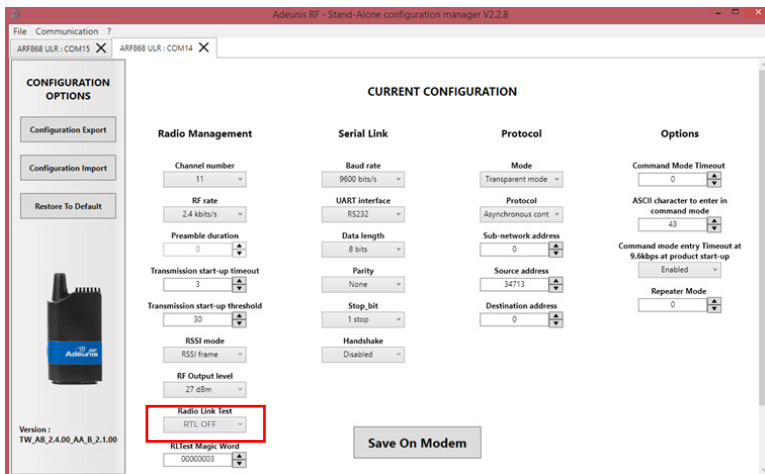 Adeunis RF - Stand-Alone configuration manager V2.2.8
File Communication ?
ARF868 ULR : COM15 X ARF868 ULR : COM14 X
CONFIGURATION
OPTIONS
Configuration Export
Configuration Import
Restore To Default
Adeunis RF
Version :
TW_AB_2.4.00_AA_B_2.1.00
CURRENT CONFIGURATION
Radio Management
Channel number
11
RF rate
2.4 kbits/s
Preamble duration
0
Transmission start-up timeout
3
Transmission start-up threshold
30
RSSI mode
RSSI frame
RF Output level
27 dBm
Radio Link Test
RTL OFF
RLTest Magic Word
00000003
Serial Link
Baud rate
9600 bits/s
UART interface
RS232
Data length
8 bits
Parity
None
Stop_bit
1 stop
Handshake
Disabled
Protocol
Mode
Transparent mode
Protocol
Asynchronous cont
Sub-network address
0
Source address
34713
Destination address
0
Options
Command Mode Timeout
0
ASCII character to enter in
command mode
43
Command mode entry Timeout at
9.6kbps at product start-up
Enabled
Repeater Mode
0
Save On Modem